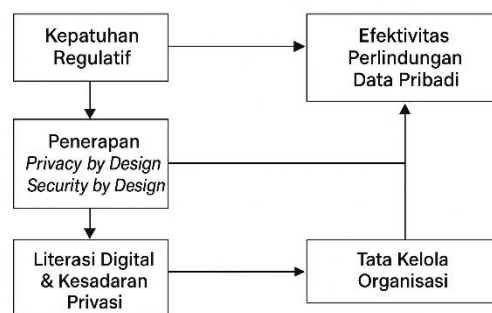 Kepatuhan
Regulatif
Efektivitas
Perlindungan
Data Pribadi
Penerapan
Privacy by Design
Security by Design
Literasi Digital
& Kesadaran
Privasi
Tata Kelola
Organisasi